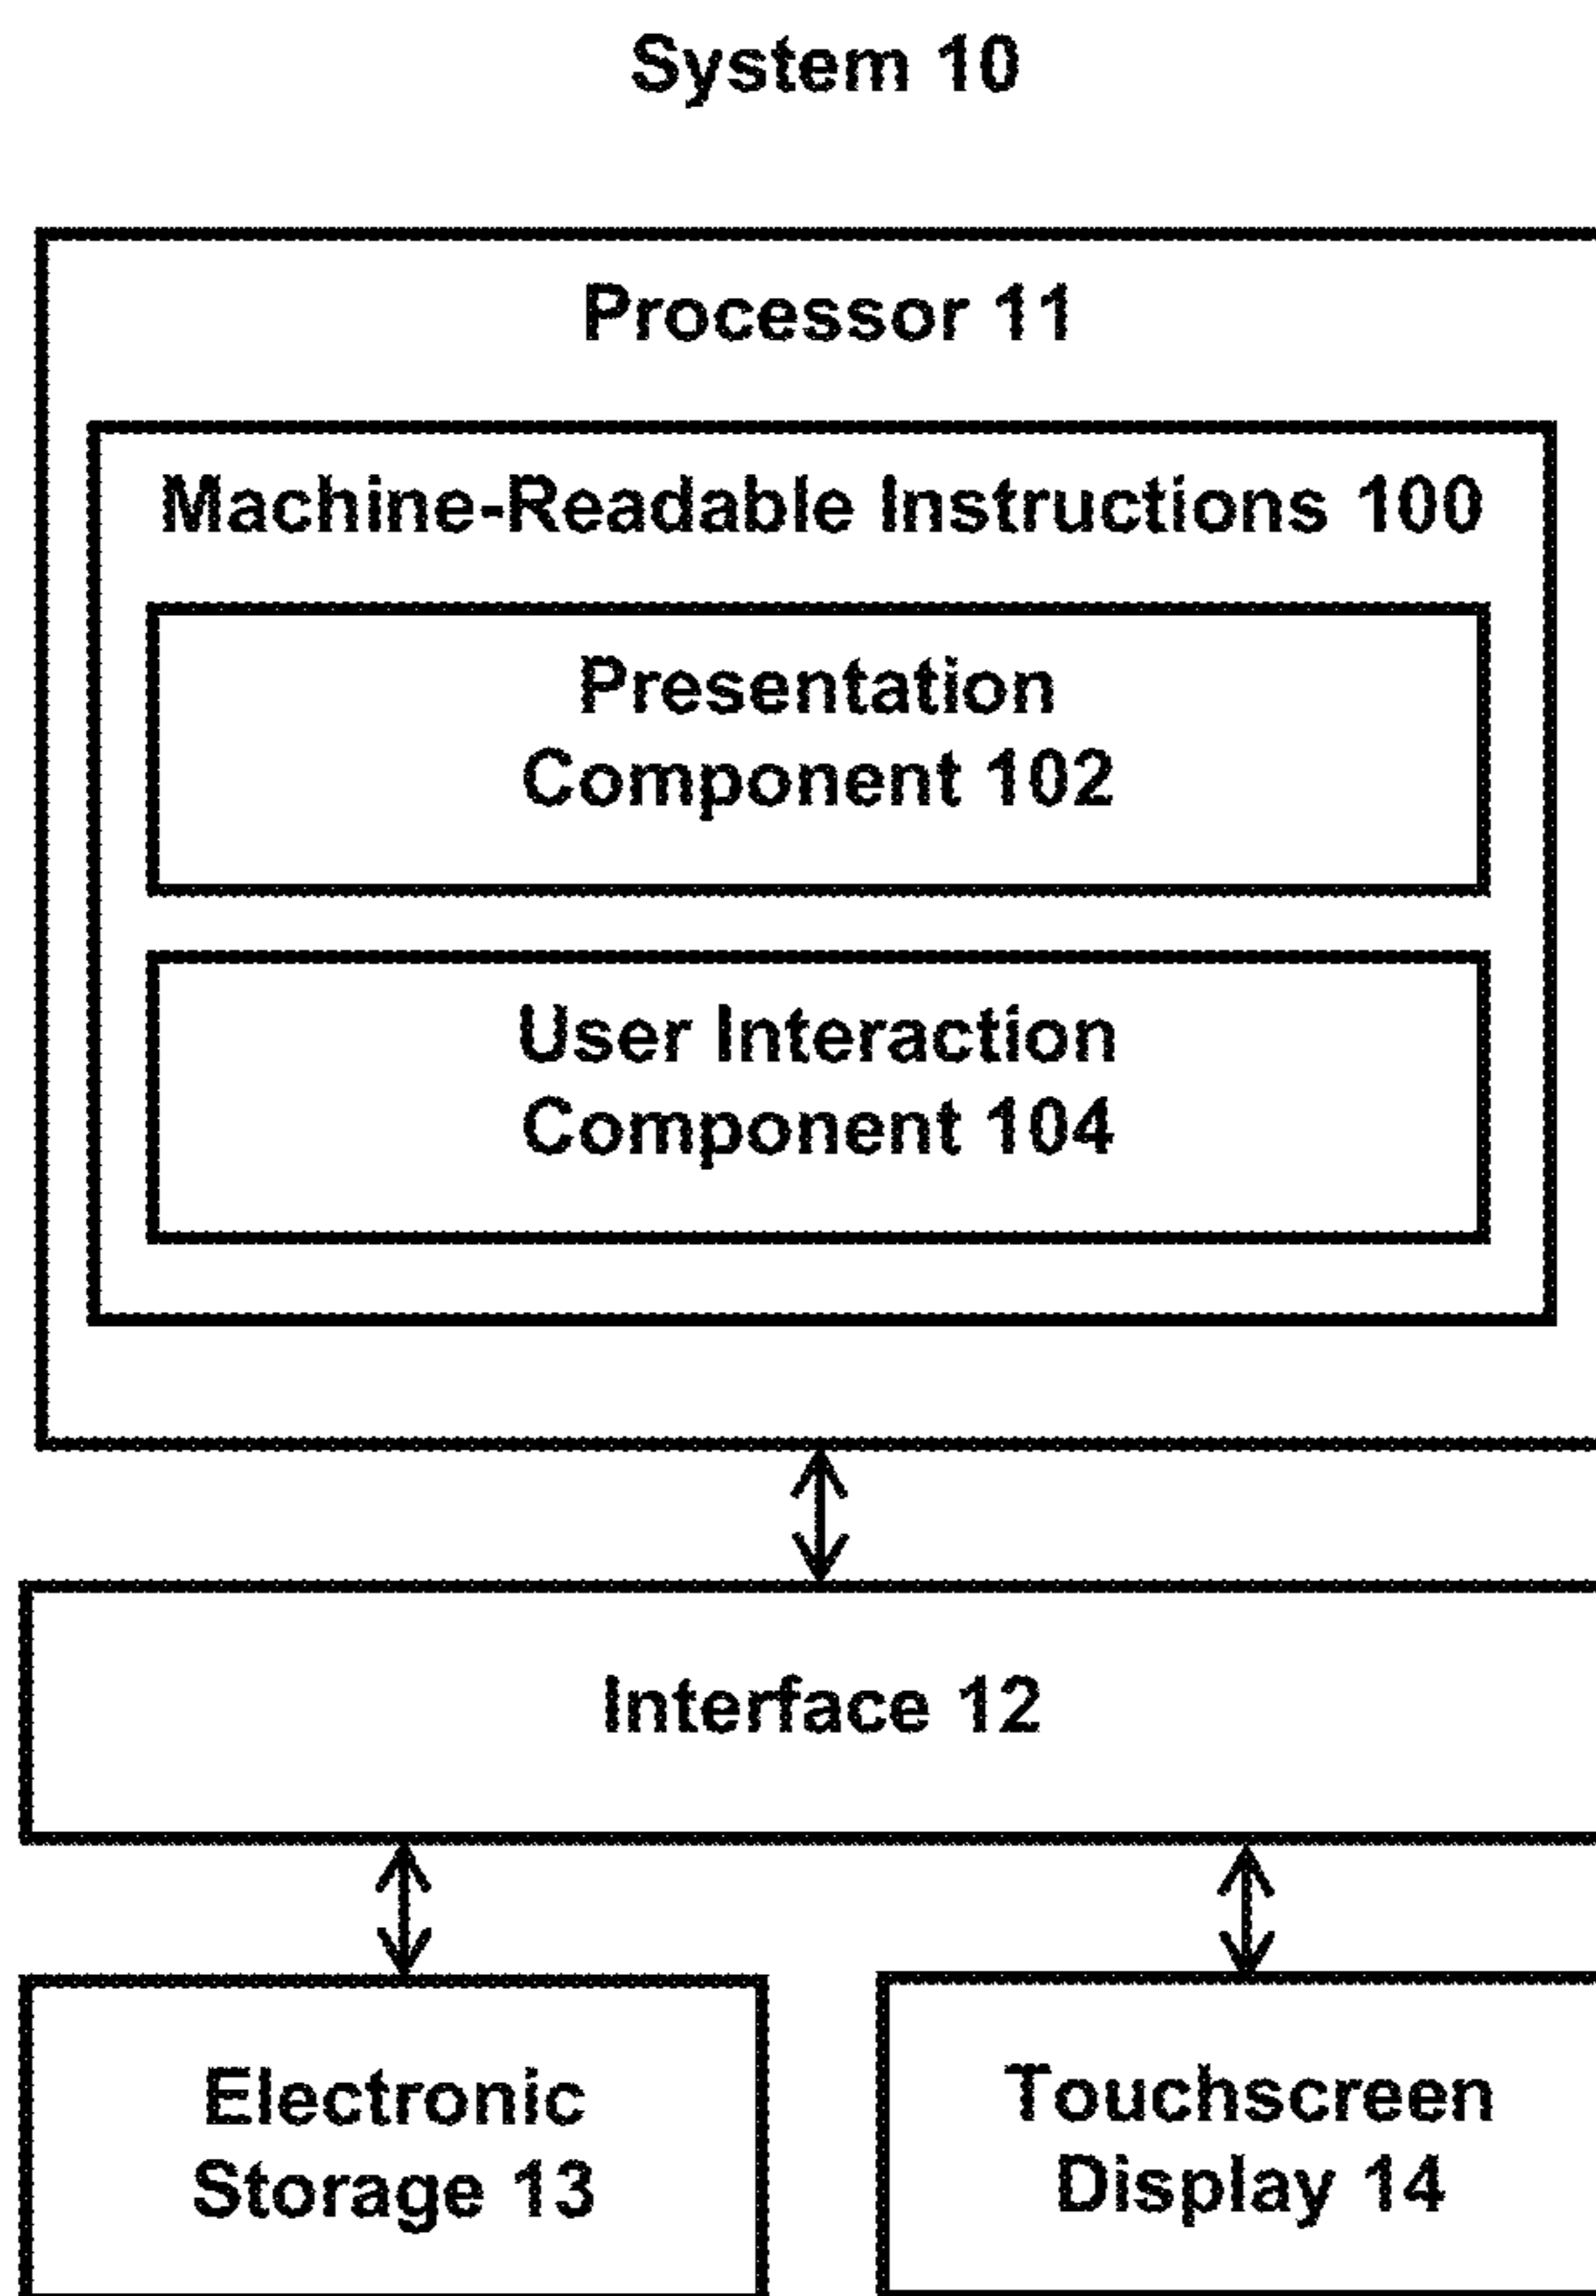 System 10
Processor 11
Machine-Readable Instructions 100
Presentation
Component 102
User Interaction
Component 104
Interface 12
Electronic
Storage 13
Touchscreen
Display 14